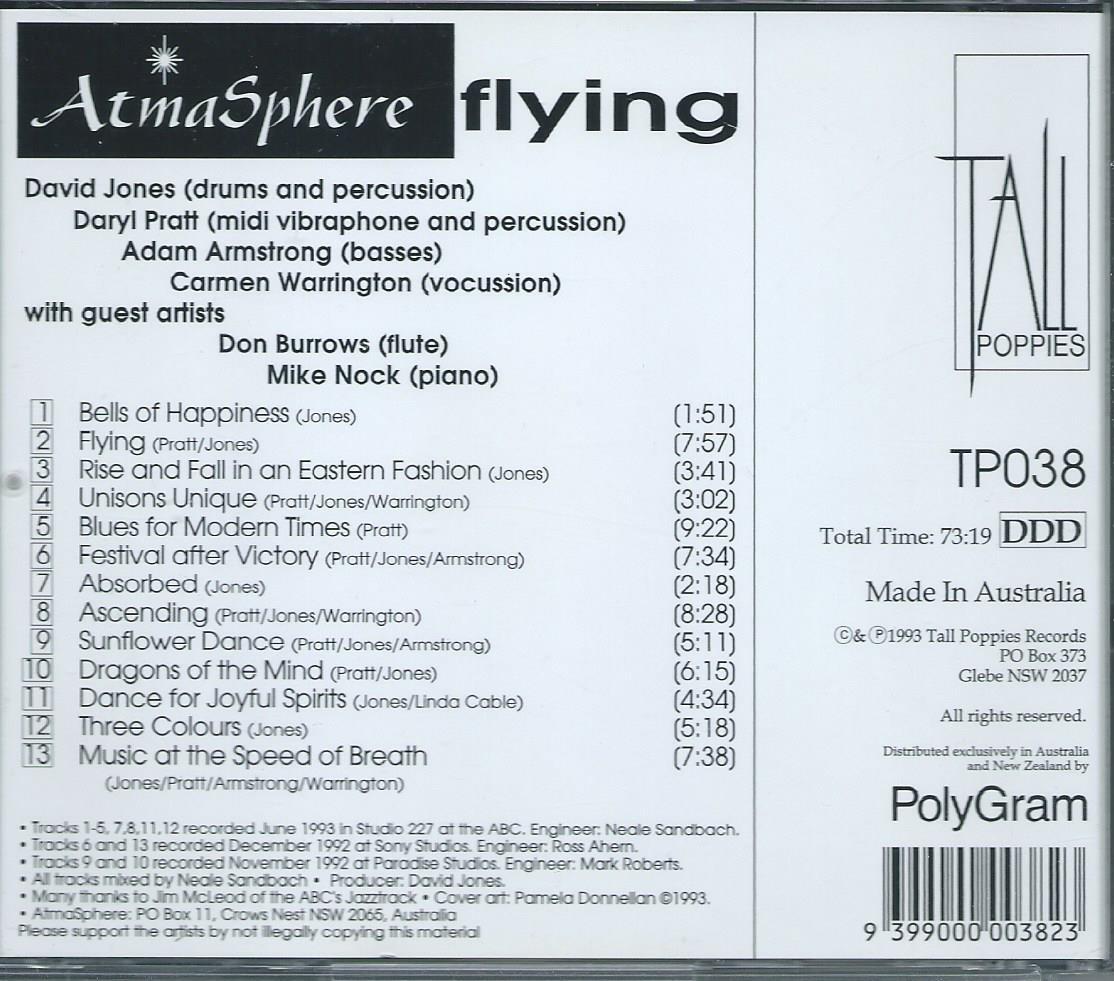 AtmaSphere flying
David Jones (drums and percussion)
Daryl Pratt (midi vibraphone and percussion)
Adam Armstrong (basses)
Carmen Warrington (vocussion)
with guest artists
Don Burrows (flute)
Mike Nock (piano)
1 Bells of Happiness (Jones) (1:51)
2 Flying (Pratt/Jones) (7:57)
3 Rise and Fall in an Eastern Fashion (Jones) (3:41)
4 Unisons Unique (Pratt/Jones/Warrington) (3:02)
5 Blues for Modern Times (Pratt) (9:22)
6 Festival after Victory (Pratt/Jones/Armstrong) (7:34)
7 Absorbed (Jones) (2:18)
8 Ascending (Pratt/Jones/Warrington) (8:28)
9 Sunflower Dance (Pratt/Jones/Armstrong) (5:11)
10 Dragons of the Mind (Pratt/Jones) (6:15)
11 Dance for Joyful Spirits (Jones/Linda Cable) (4:34)
12 Three Colours (Jones) (5:18)
13 Music at the Speed of Breath (7:38)
(Jones/Pratt/Armstrong/Warrington)
• Tracks 1-5, 7,8,11,12 recorded June 1993 in Studio 227 at the ABC. Engineer: Neale Sandbach.
• Tracks 6 and 13 recorded December 1992 at Sony Studios. Engineer: Ross Ahern.
• Tracks 9 and 10 recorded November 1992 at Paradise Studios. Engineer: Mark Roberts.
• All tracks mixed by Neale Sandbach • Producer: David Jones.
• Many thanks to Jim McLeod of the ABC's Jazztrack • Cover art: Pamela Donnellan ©1993.
• AtmaSphere: PO Box 11, Crows Nest NSW 2065, Australia
Please support the artists by not illegally copying this material
TALL
POPPIES
TP038
Total Time: 73:19 DDD
Made In Australia
©&℗1993 Tall Poppies Records
PO Box 373
Glebe NSW 2037
All rights reserved.
Distributed exclusively in Australia
and New Zealand by
PolyGram
9 399000 003823